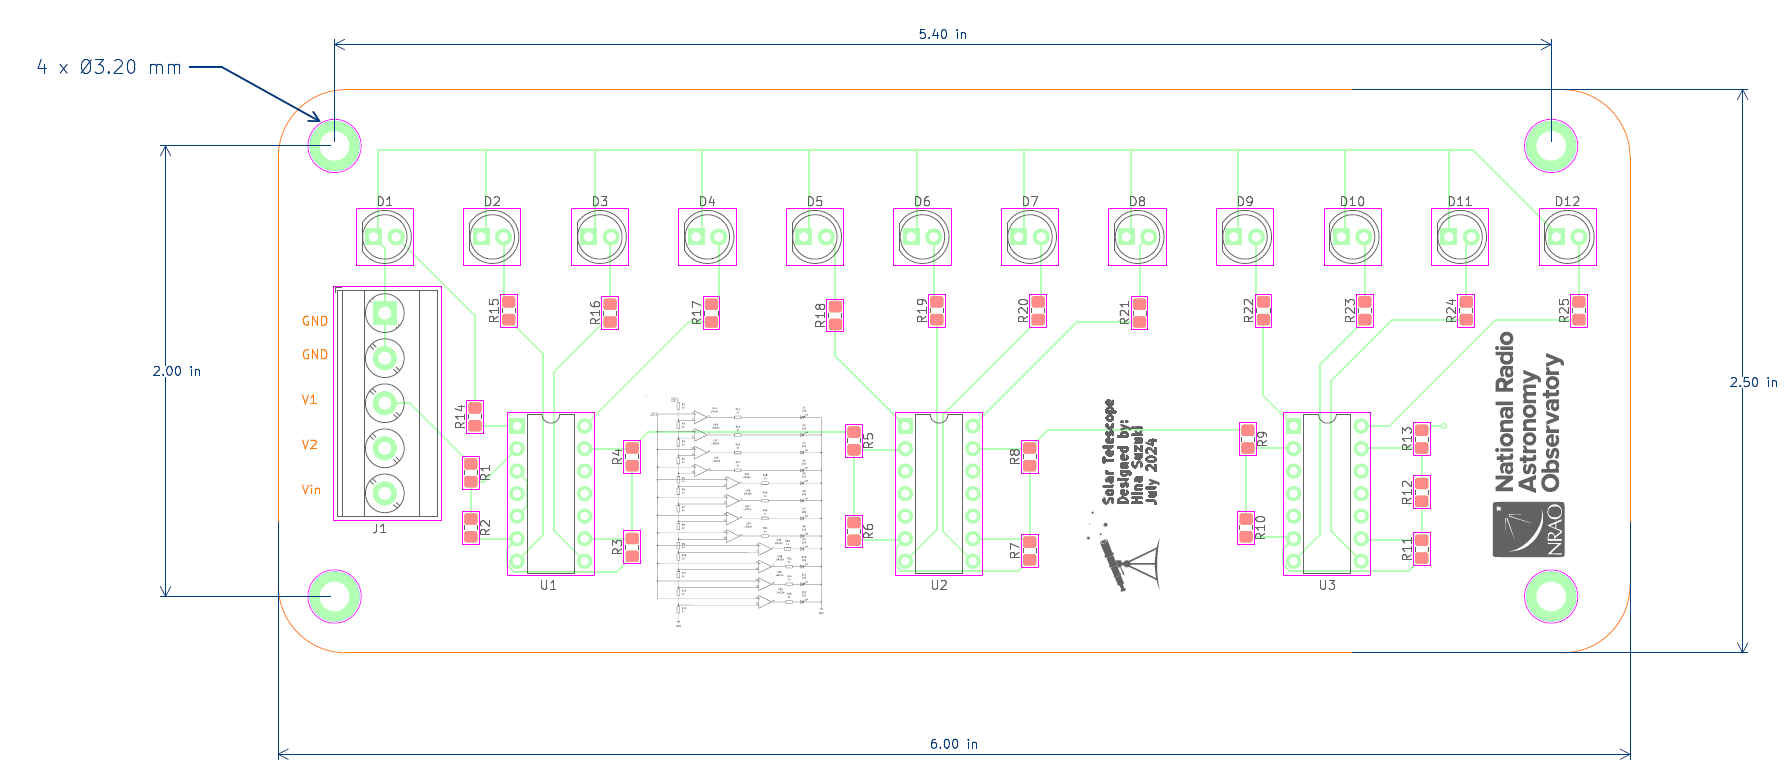 5.40 in
4 x Ø3.20 mm
D1 D2 D3 D4 D5 D6 D7 D8 D9 D10 D11 D12
R15 R16 R17 R18 R19 R20 R21 R22 R23 R24 R25
GND
GND
V1
V2
Vin
J1
2.00 in
2.50 in
R14
R1
R2
R4
R3
U1
R5
R6
R8
R7
U2
Solar Telescope
Designed by:
Hina Suzuki
July 2024
R9
R10
R13
R12
R11
U3
National Radio
Astronomy
Observatory
NRAO
6.00 in